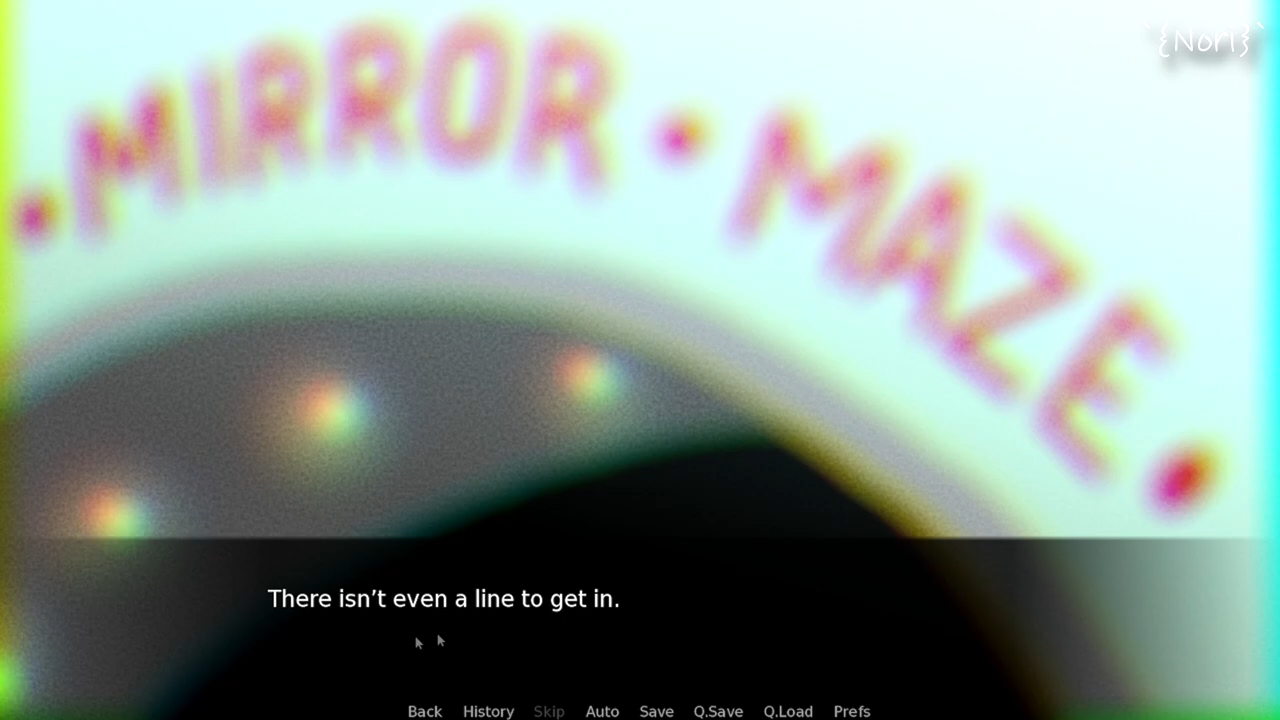 `{Nori}`
• MIRROR • MAZE •
There isn’t even a line to get in.
Back History Skip Auto Save Q.Save Q.Load Prefs